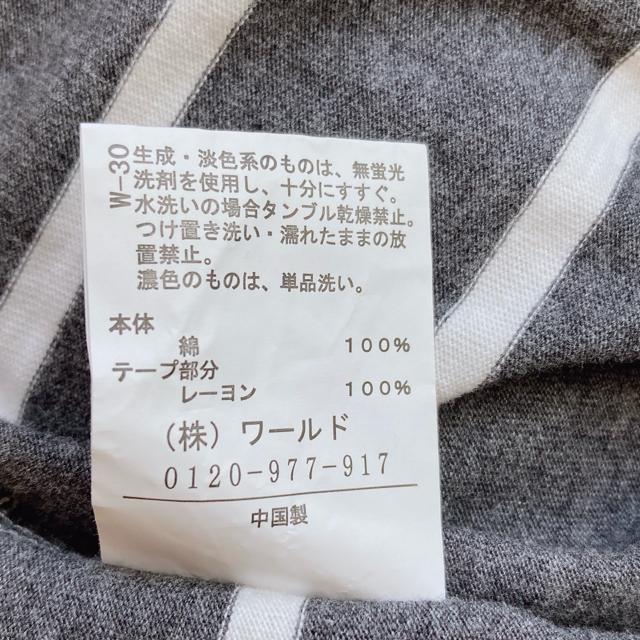 W-30
生成・淡色系のものは、無蛍光
洗剤を使用し、十分にすすぐ。
水洗いの場合タンブル乾燥禁止。
つけ置き洗い・濡れたままの放
置禁止。
濃色のものは、単品洗い。
本体
綿 100%
テープ部分
レーヨン 100%
（株）ワールド
0120-977-917
中国製